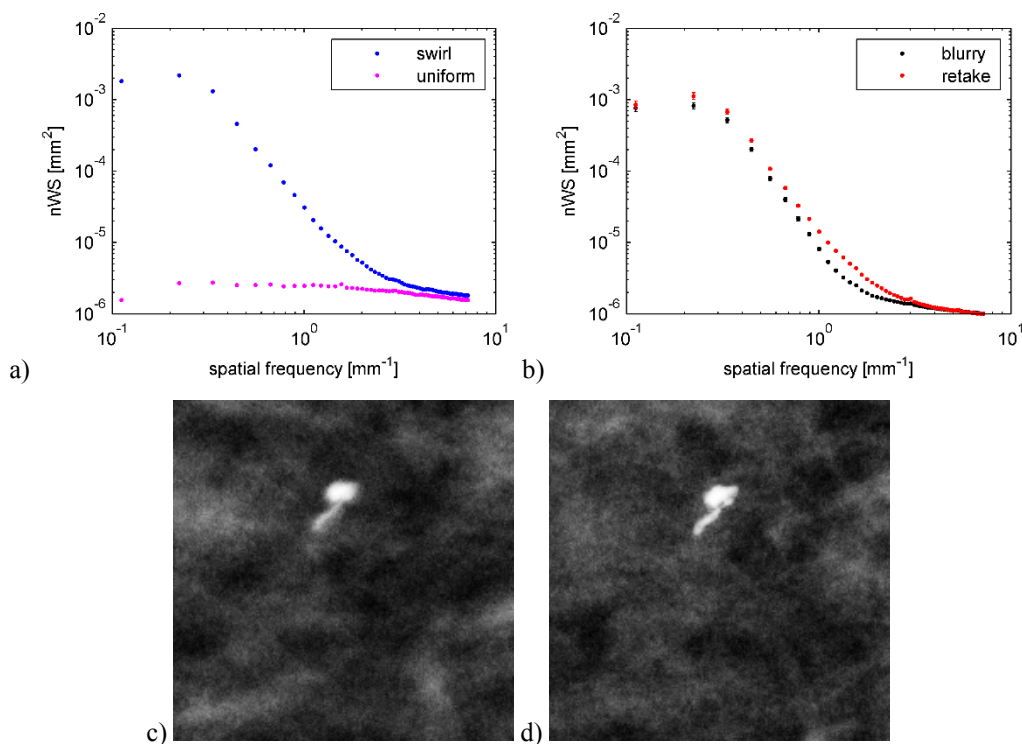 10^-2
10^-3
10^-4
10^-5
10^-6
nWS [mm^2]
swirl
uniform
10^-1
10^0
10^1
spatial frequency [mm^-1]
a)
10^-2
10^-3
10^-4
10^-5
10^-6
nWS [mm^2]
blurry
retake
10^-1
10^0
10^1
spatial frequency [mm^-1]
b)
c)
d)